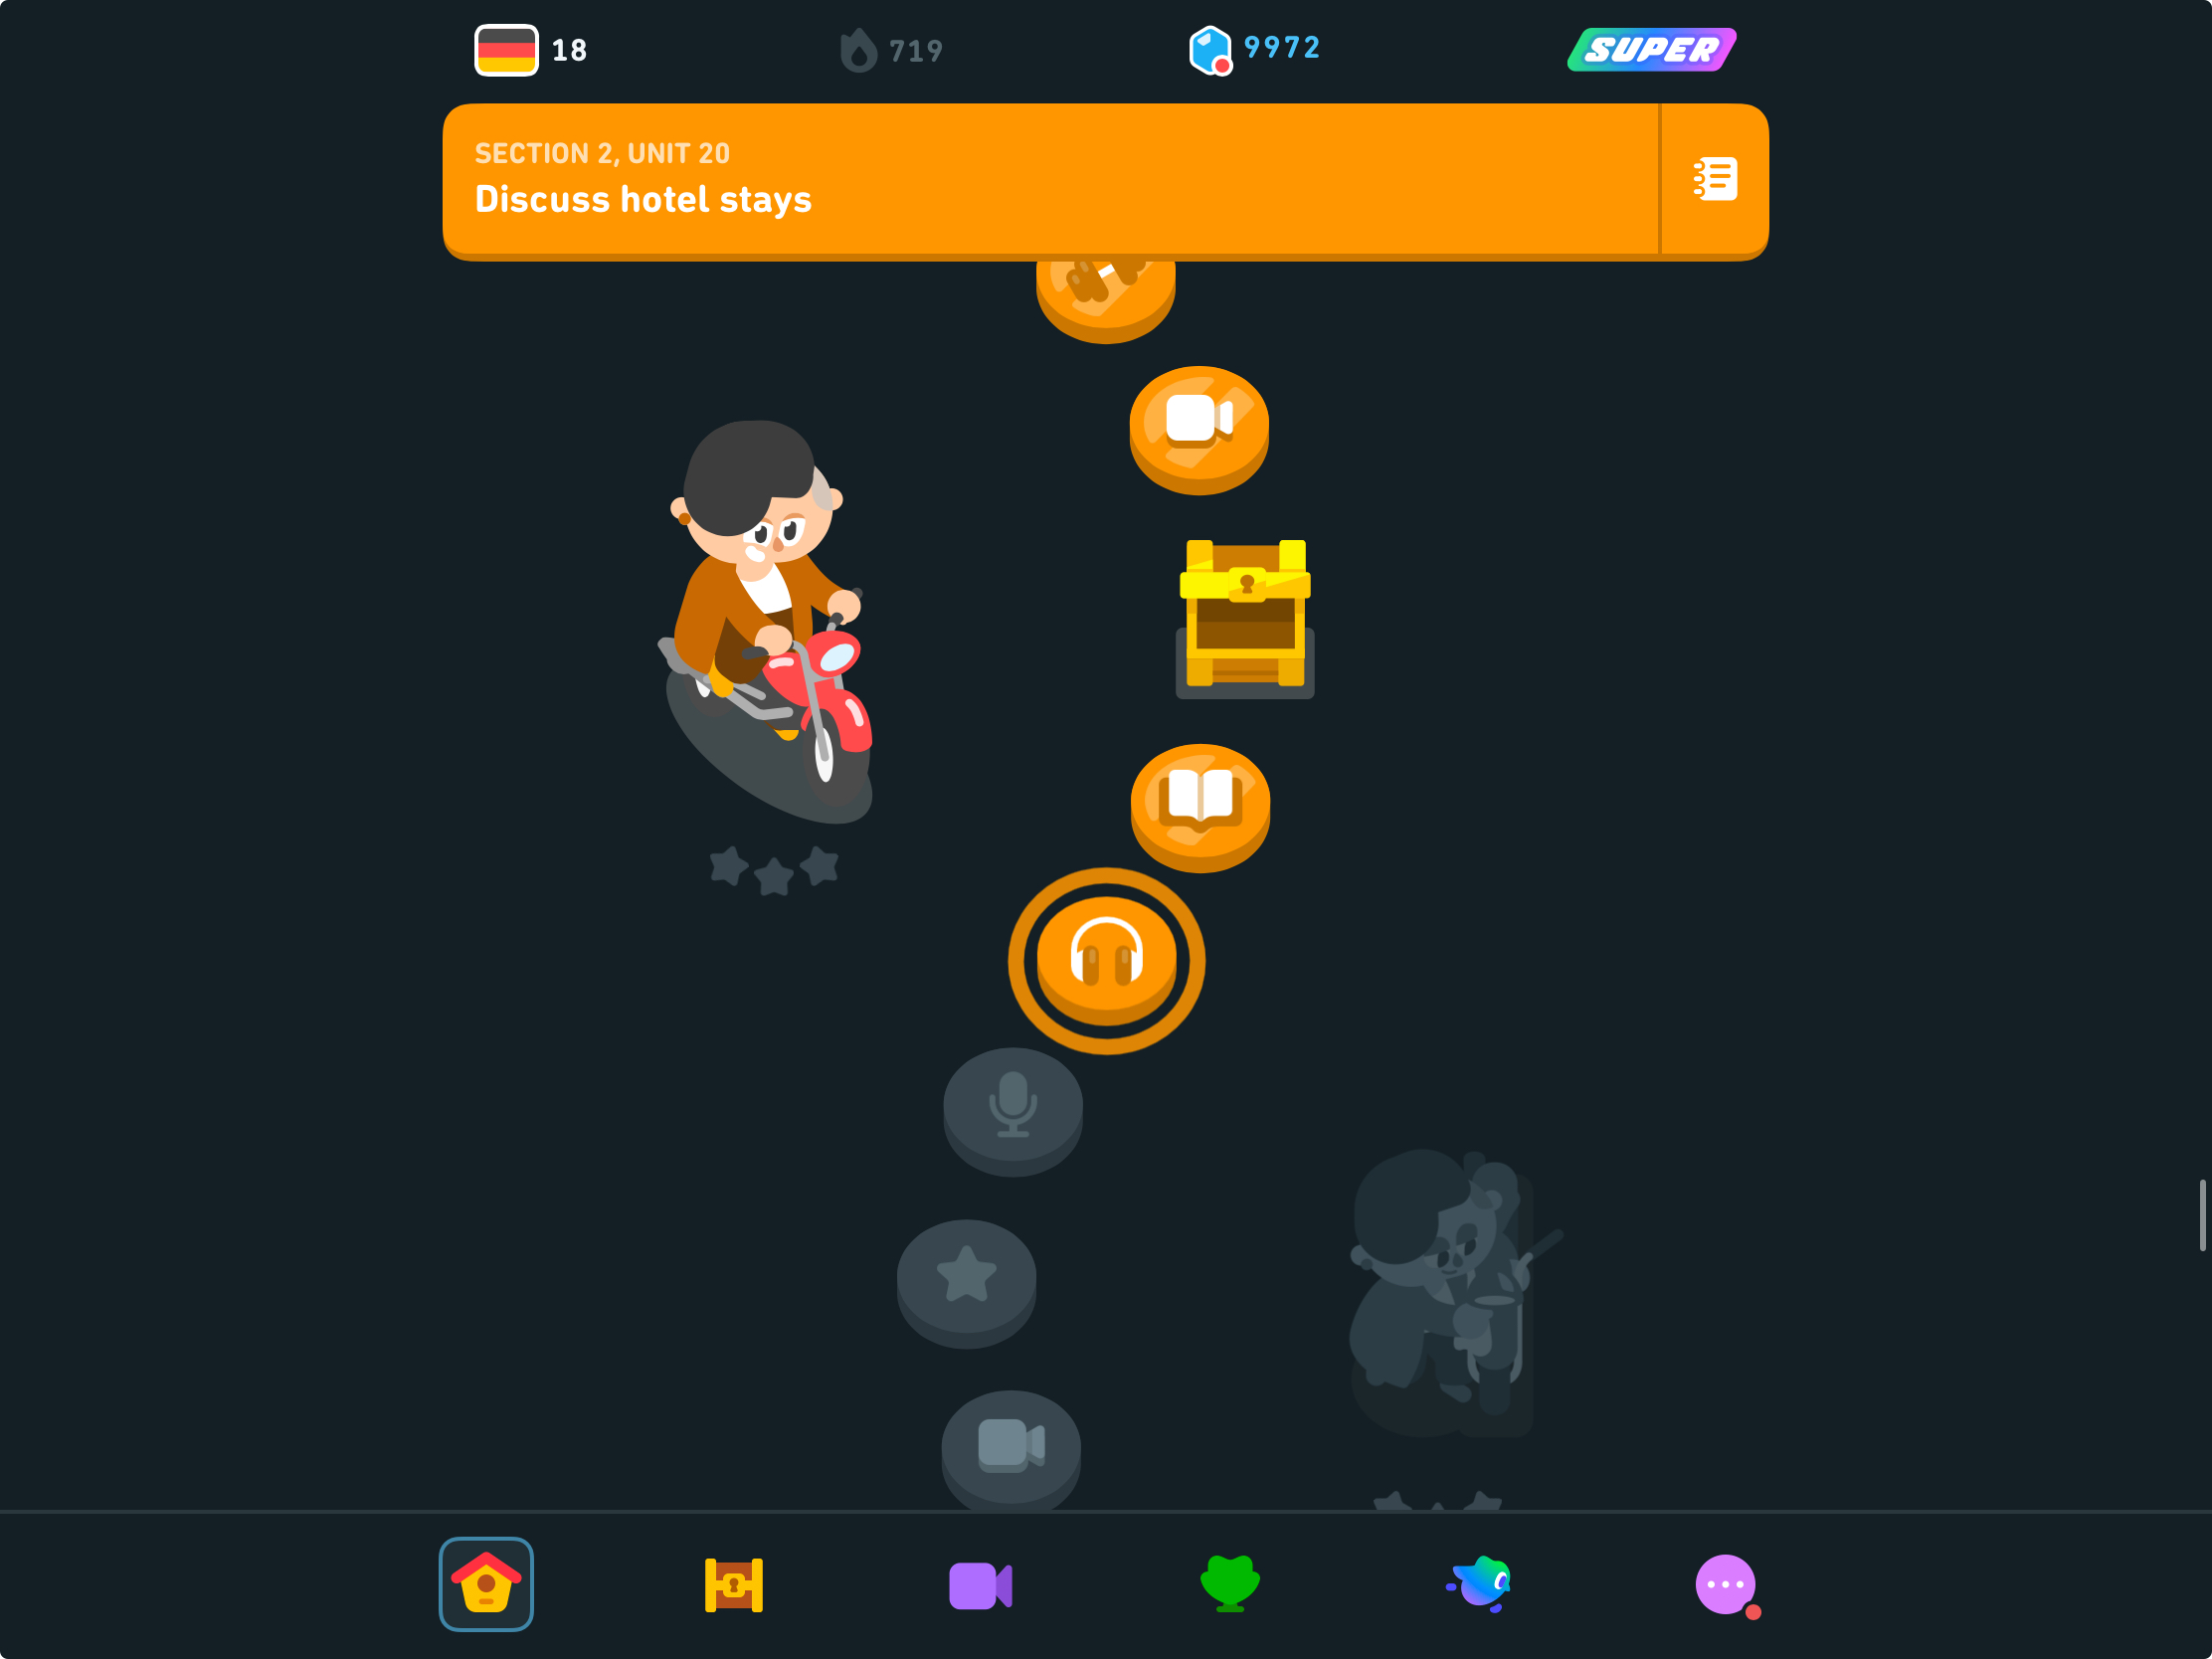 18
719
9972
SUPER
SECTION 2, UNIT 20
Discuss hotel stays